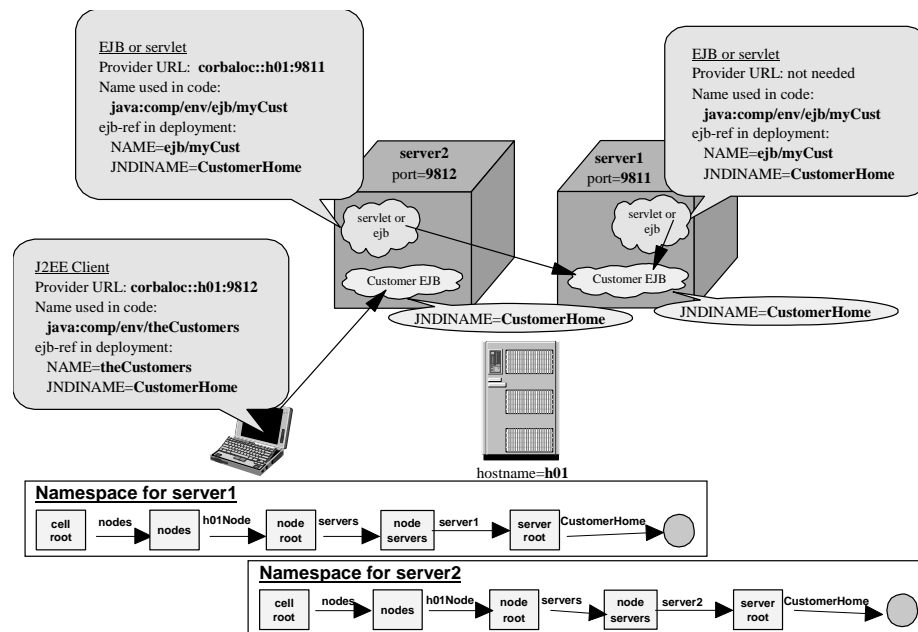 EJB or servlet
Provider URL: corbaloc::h01:9811
Name used in code:
java:comp/env/ejb/myCust
ejb-ref in deployment:
NAME=ejb/myCust
JNDINAME=CustomerHome
EJB or servlet
Provider URL: not needed
Name used in code:
java:comp/env/ejb/myCust
ejb-ref in deployment:
NAME=ejb/myCust
JNDINAME=CustomerHome
server2
port=9812
server1
port=9811
servlet or
ejb
servlet or
ejb
Customer EJB
Customer EJB
JNDINAME=CustomerHome
JNDINAME=CustomerHome
J2EE Client
Provider URL: corbaloc::h01:9812
Name used in code:
java:comp/env/theCustomers
ejb-ref in deployment:
NAME=theCustomers
JNDINAME=CustomerHome
hostname=h01
Namespace for server1
cell
root
nodes
nodes
h01Node
node
root
servers
node
servers
server1
server
root
CustomerHome
Namespace for server2
cell
root
nodes
nodes
h01Node
node
root
servers
node
servers
server2
server
root
CustomerHome